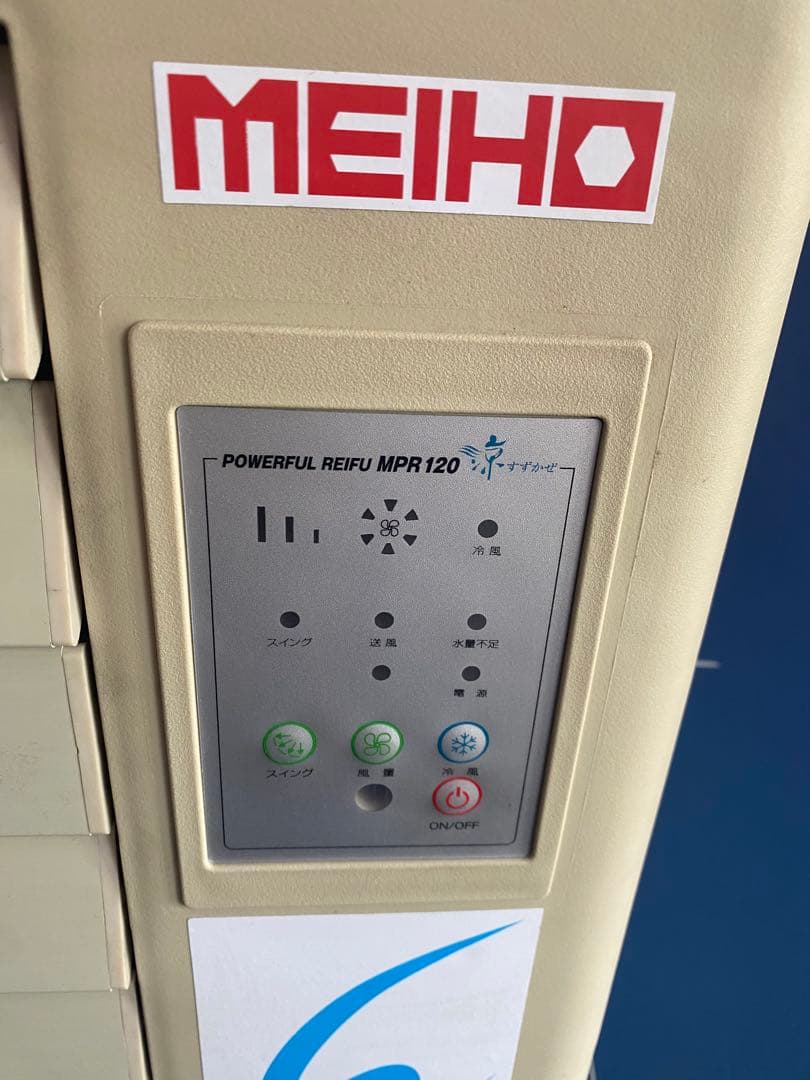 MEIHO
POWERFUL REIFU MPR120 涼 すずかぜ
冷風
スイング 送風 水量不足
電源
スイング 風量 冷風
ON/OFF